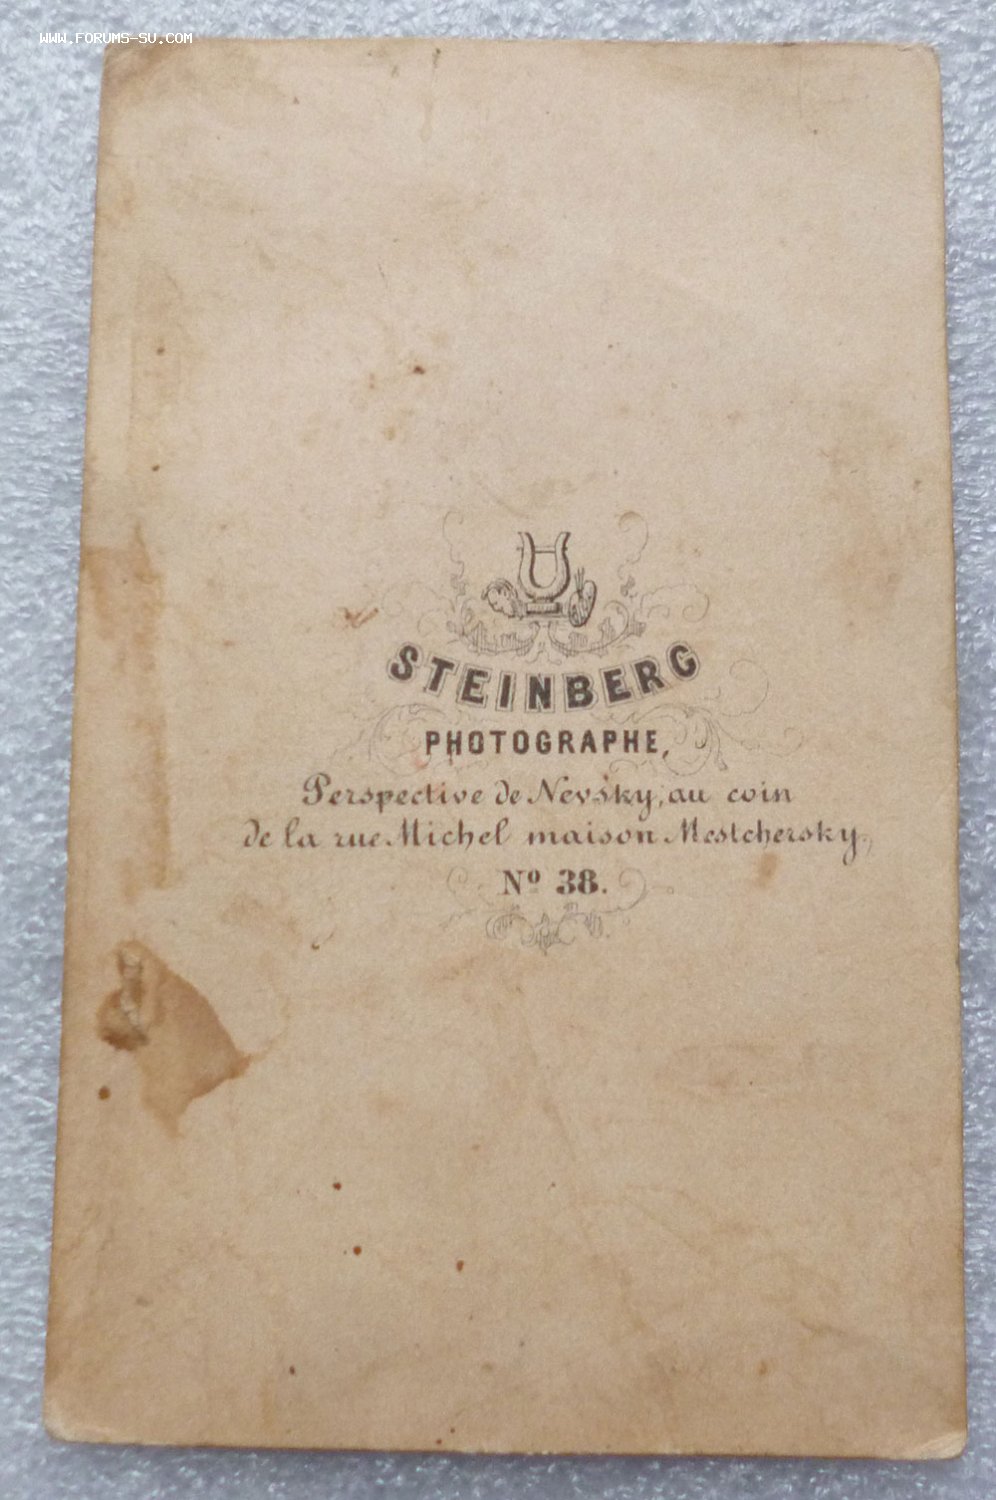 WWW.FORUMS-SU.COM
STEINBERG
PHOTOGRAPHE,
Perspective de Nevsky, au coin
de la rue Michel maison Mestchersky,
Nº 38.